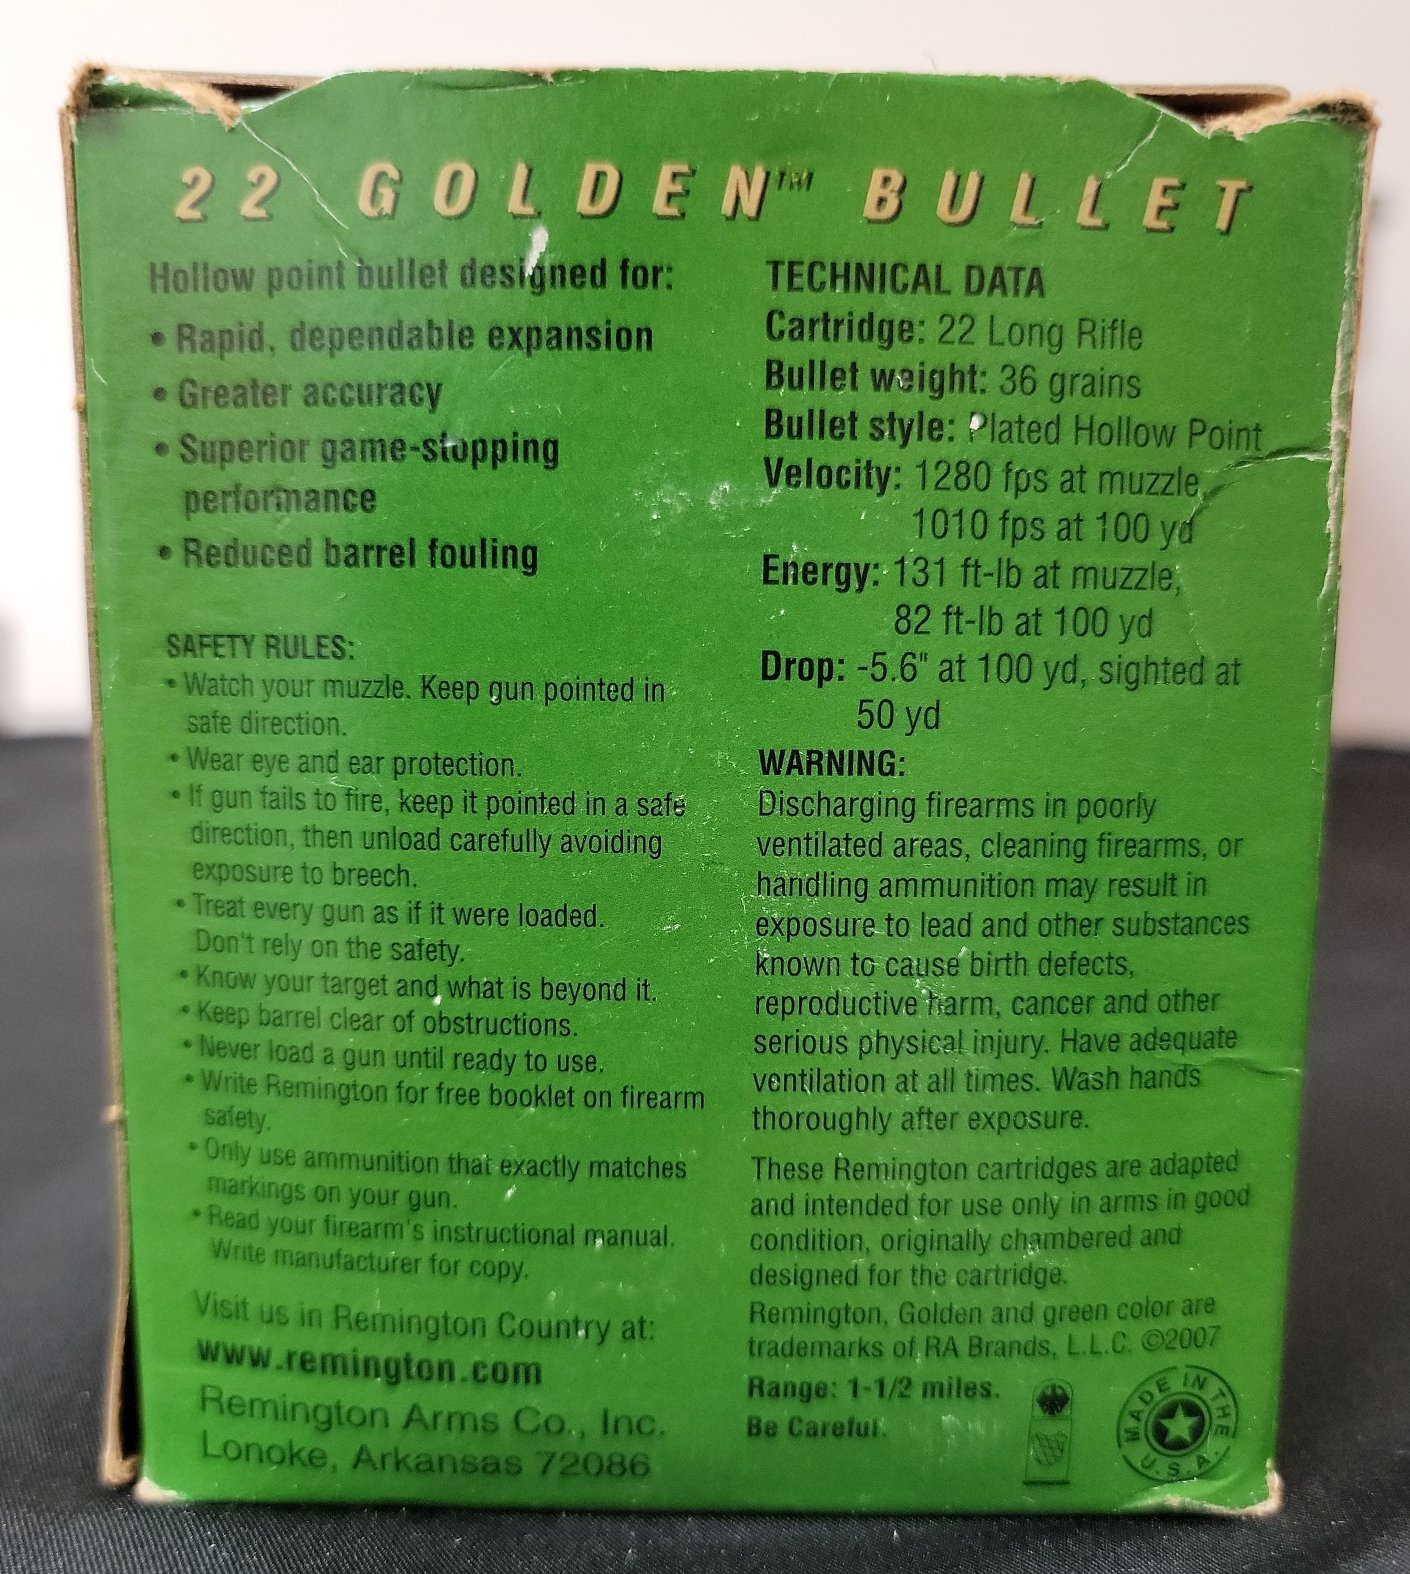 22 GOLDEN™ BULLET
Hollow point bullet designed for:
• Rapid, dependable expansion
• Greater accuracy
• Superior game-stopping
performance
• Reduced barrel fouling
SAFETY RULES:
• Watch your muzzle. Keep gun pointed in
safe direction.
• Wear eye and ear protection.
• If gun fails to fire, keep it pointed in a safe
direction, then unload carefully avoiding
exposure to breech.
• Treat every gun as if it were loaded.
Don't rely on the safety.
• Know your target and what is beyond it.
• Keep barrel clear of obstructions.
• Never load a gun until ready to use.
• Write Remington for free booklet on firearm
safety.
• Only use ammunition that exactly matches
markings on your gun.
• Read your firearm's instructional manual.
Write manufacturer for copy.
Visit us in Remington Country at:
www.remington.com
Remington Arms Co., Inc.
Lonoke, Arkansas 72086
TECHNICAL DATA
Cartridge: 22 Long Rifle
Bullet weight: 36 grains
Bullet style: Plated Hollow Point
Velocity: 1280 fps at muzzle,
1010 fps at 100 yd
Energy: 131 ft-lb at muzzle,
82 ft-lb at 100 yd
Drop: -5.6" at 100 yd, sighted at
50 yd
WARNING:
Discharging firearms in poorly
ventilated areas, cleaning firearms, or
handling ammunition may result in
exposure to lead and other substances
known to cause birth defects,
reproductive harm, cancer and other
serious physical injury. Have adequate
ventilation at all times. Wash hands
thoroughly after exposure.
These Remington cartridges are adapted
and intended for use only in arms in good
condition, originally chambered and
designed for the cartridge.
Remington, Golden and green color are
trademarks of RA Brands, L.L.C. ©2007
Range: 1-1/2 miles.
Be Careful.
MADE IN THE
U.S.A.